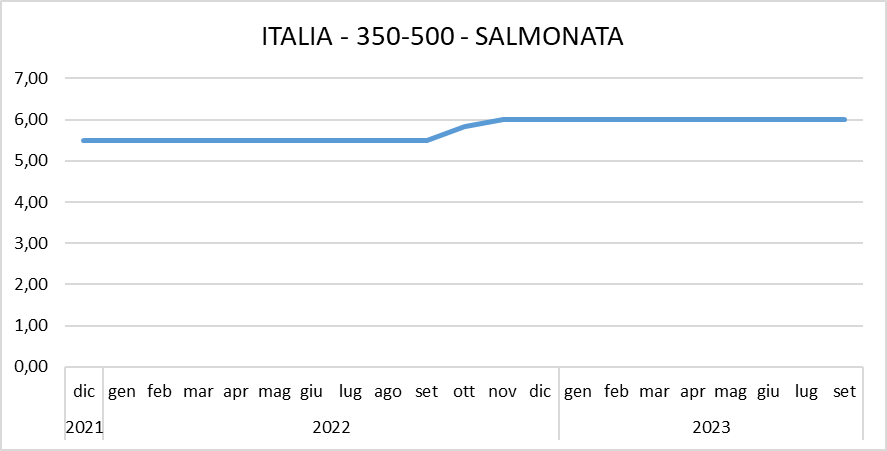 ITALIA - 350-500 - SALMONATA
7,00
6,00
5,00
4,00
3,00
2,00
1,00
0,00
dic gen feb mar apr mag giu lug ago set ott nov dic gen feb mar apr mag giu lug set
2021 2022 2023